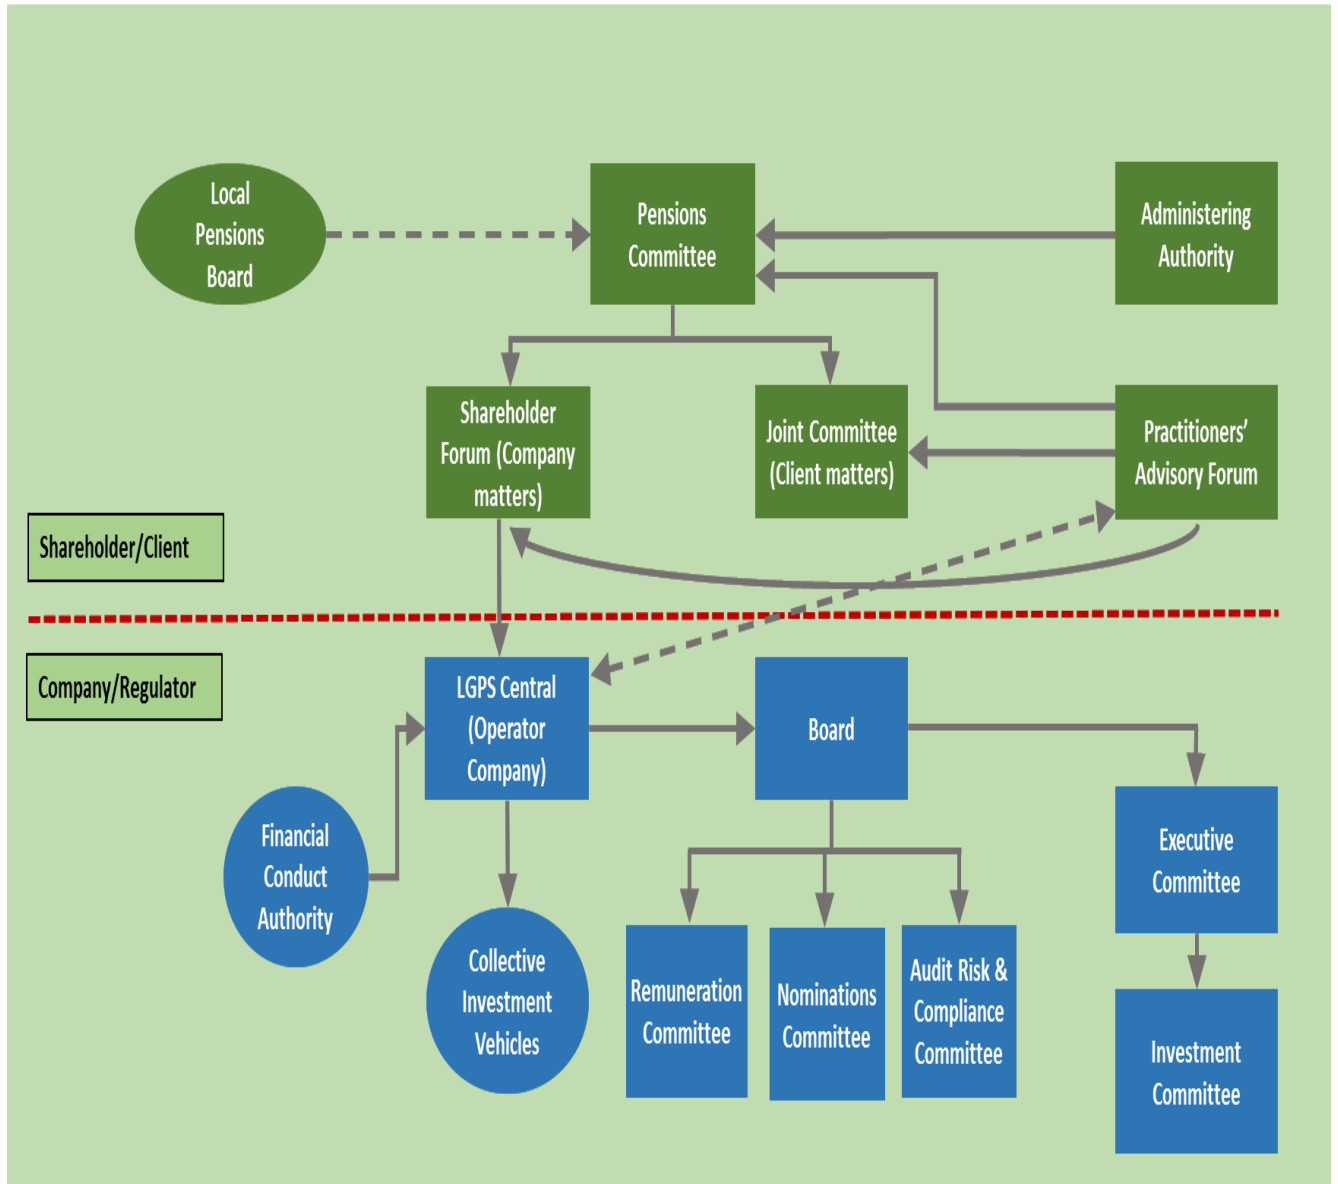 Local
Pensions
Board
Pensions
Committee
Administering
Authority
Shareholder
Forum (Company
matters)
Joint Committee
(Client matters)
Practitioners’
Advisory Forum
Shareholder/Client
Company/Regulator
LGPS Central
(Operator
Company)
Board
Financial
Conduct
Authority
Executive
Committee
Collective
Investment
Vehicles
Remuneration
Committee
Nominations
Committee
Audit Risk &
Compliance
Committee
Investment
Committee